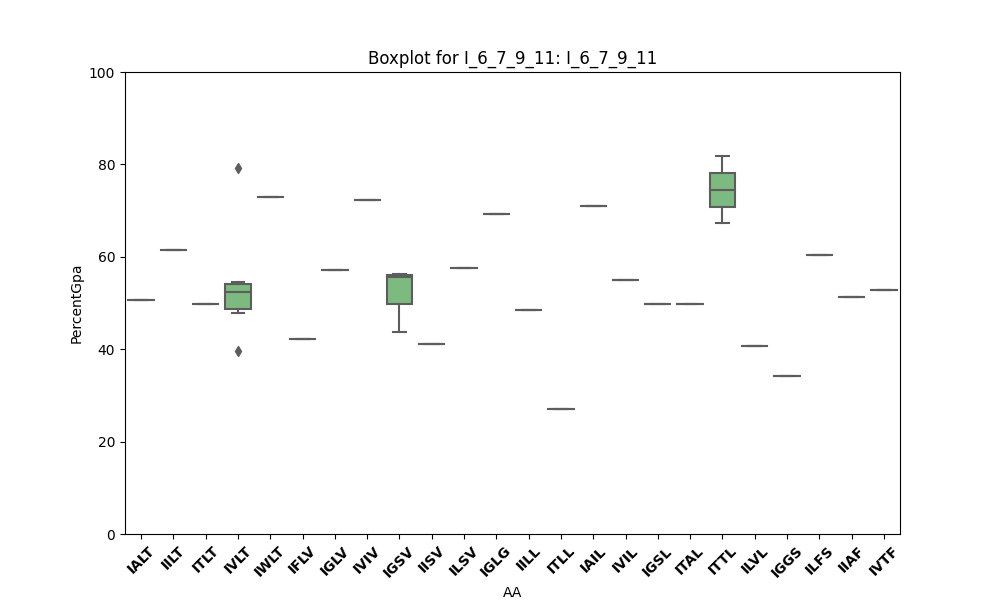 Boxplot for I_6_7_9_11: I_6_7_9_11
100
80
60
40
20
0
PercentGpa
IALT IILT ITLT IVLT IWLT IFLV IGLV IVIV IGSV IISV ILSV IGLG IILL ITLL IAIL IVIL IGSL ITAL ITTL ILVL IGGS ILFS IIAF IVTF
AA